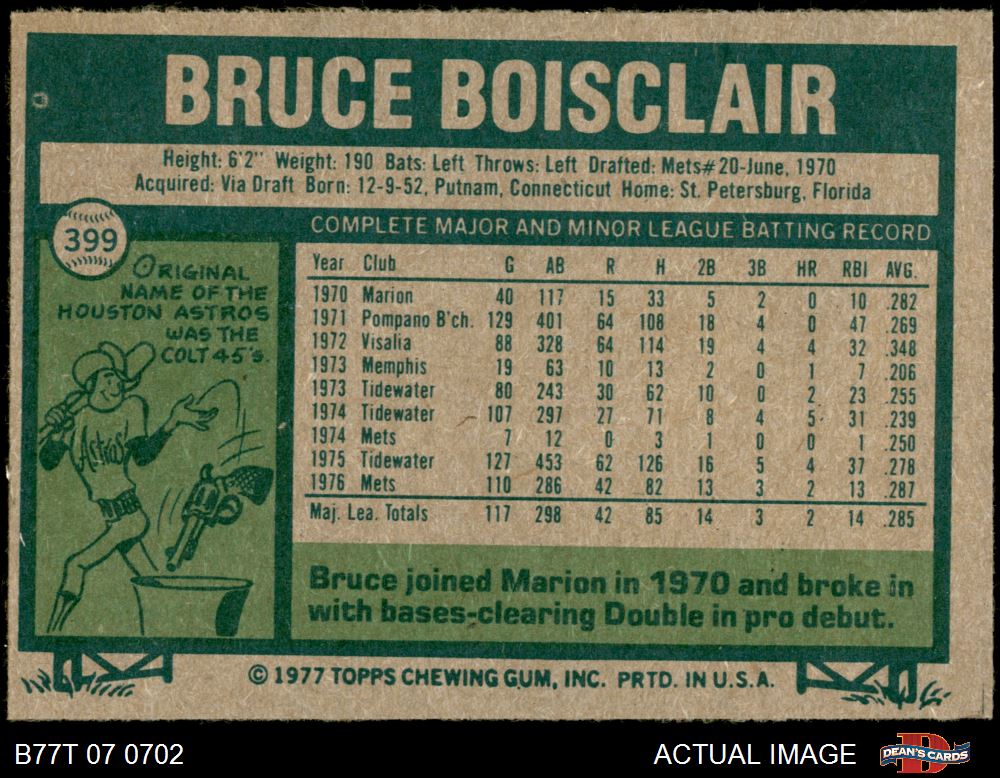 BRUCE BOISCLAIR
Height: 6'2" Weight: 190 Bats: Left Throws: Left Drafted: Mets#20-June, 1970
Acquired: Via Draft Born: 12-9-52, Putnam, Connecticut Home: St. Petersburg, Florida
399
ORIGINAL
NAME OF THE
HOUSTON ASTROS
WAS THE
COLT 45's.
Astros
COMPLETE MAJOR AND MINOR LEAGUE BATTING RECORD
Year Club G AB R H 2B 3B HR RBI AVG.
1970 Marion 40 117 15 33 5 2 0 10 .282
1971 Pompano B'ch. 129 401 64 108 18 4 0 47 .269
1972 Visalia 88 328 64 114 19 4 4 32 .348
1973 Memphis 19 63 10 13 2 0 1 7 .206
1973 Tidewater 80 243 30 62 10 0 2 23 .255
1974 Tidewater 107 297 27 71 8 4 5 31 .239
1974 Mets 7 12 0 3 1 0 0 1 .250
1975 Tidewater 127 453 62 126 16 5 4 37 .278
1976 Mets 110 286 42 82 13 3 2 13 .287
Maj. Lea. Totals 117 298 42 85 14 3 2 14 .285
Bruce joined Marion in 1970 and broke in
with bases-clearing Double in pro debut.
© 1977 TOPPS CHEWING GUM, INC. PRTD. IN U.S.A.
B77T 07 0702 ACTUAL IMAGE DEAN'S CARDS